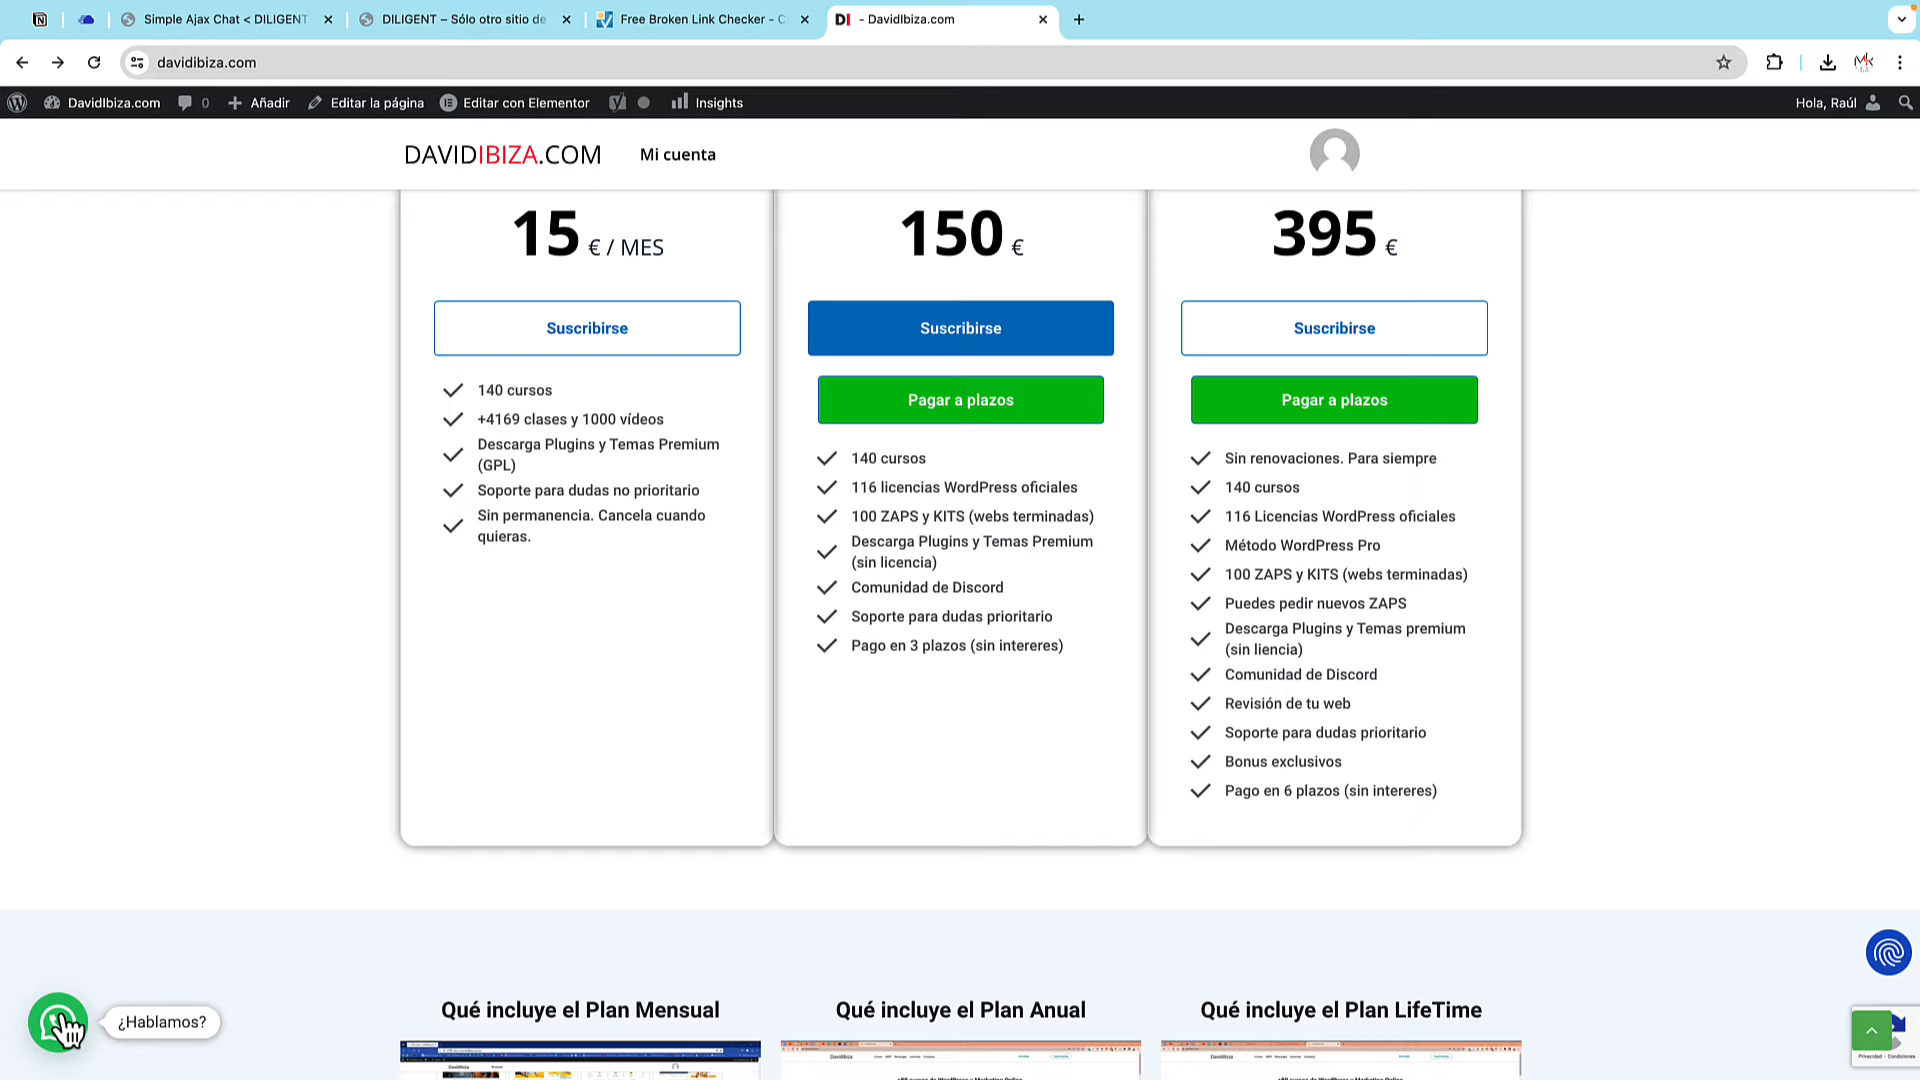 Simple Ajax Chat < DILIGENT
DILIGENT – Sólo otro sitio de
Free Broken Link Checker - C
DI - DavidIbiza.com
davidibiza.com
DavidIbiza.com 0 Añadir Editar la página Editar con Elementor Insights Hola, Raúl
DAVIDIBIZA.COM Mi cuenta
15 € / MES
Suscribirse
140 cursos
+4169 clases y 1000 vídeos
Descarga Plugins y Temas Premium
(GPL)
Soporte para dudas no prioritario
Sin permanencia. Cancela cuando
quieras.
150 €
Suscribirse
Pagar a plazos
140 cursos
116 licencias WordPress oficiales
100 ZAPS y KITS (webs terminadas)
Descarga Plugins y Temas Premium
(sin licencia)
Comunidad de Discord
Soporte para dudas prioritario
Pago en 3 plazos (sin intereres)
395 €
Suscribirse
Pagar a plazos
Sin renovaciones. Para siempre
140 cursos
116 Licencias WordPress oficiales
Método WordPress Pro
100 ZAPS y KITS (webs terminadas)
Puedes pedir nuevos ZAPS
Descarga Plugins y Temas premium
(sin liencia)
Comunidad de Discord
Revisión de tu web
Soporte para dudas prioritario
Bonus exclusivos
Pago en 6 plazos (sin intereres)
Qué incluye el Plan Mensual
Qué incluye el Plan Anual
Qué incluye el Plan LifeTime
¿Hablamos?
Privacidad - Condiciones